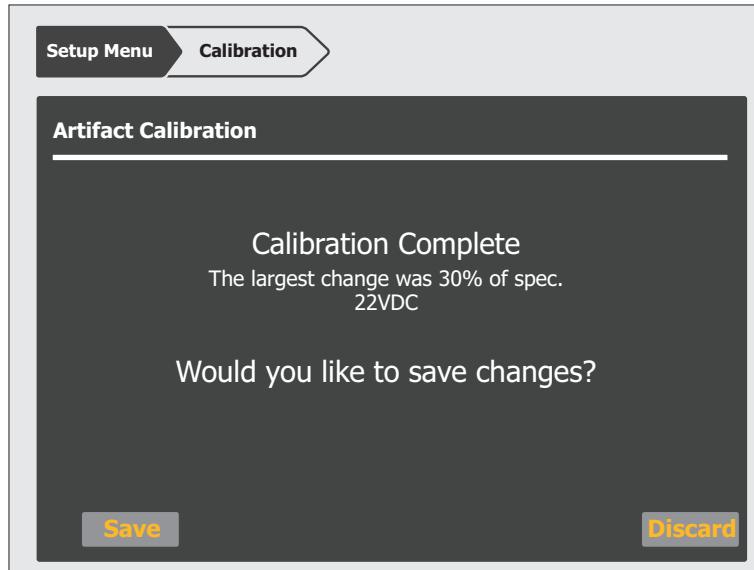 Setup Menu
Calibration
Artifact Calibration
Calibration Complete
The largest change was 30% of spec.
22VDC
Would you like to save changes?
Save
Discard